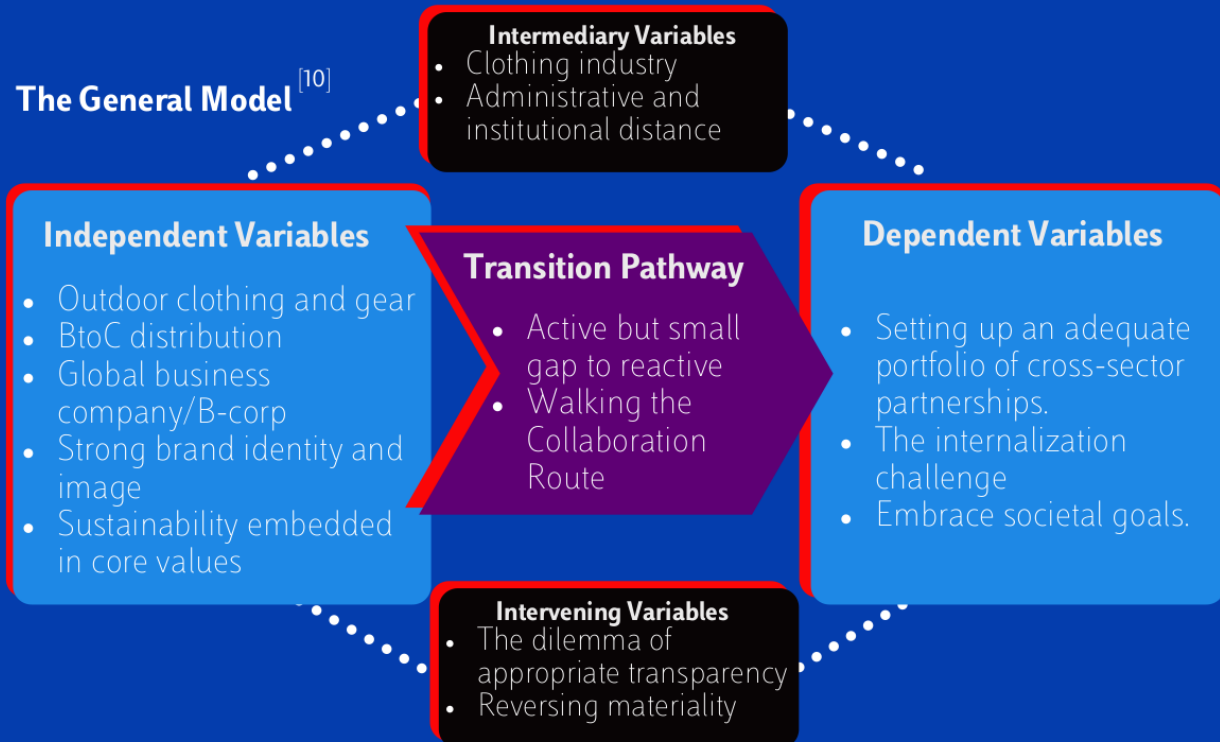 The General Model [10]
Intermediary Variables
• Clothing industry
• Administrative and
institutional distance
Independent Variables
• Outdoor clothing and gear
• BtoC distribution
• Global business
company/B-corp
• Strong brand identity and
image
• Sustainability embedded
in core values
Transition Pathway
• Active but small
gap to reactive
• Walking the
Collaboration
Route
Dependent Variables
• Setting up an adequate
portfolio of cross-sector
partnerships.
• The internalization
challenge
• Embrace societal goals.
Intervening Variables
• The dilemma of
appropriate transparency
• Reversing materiality